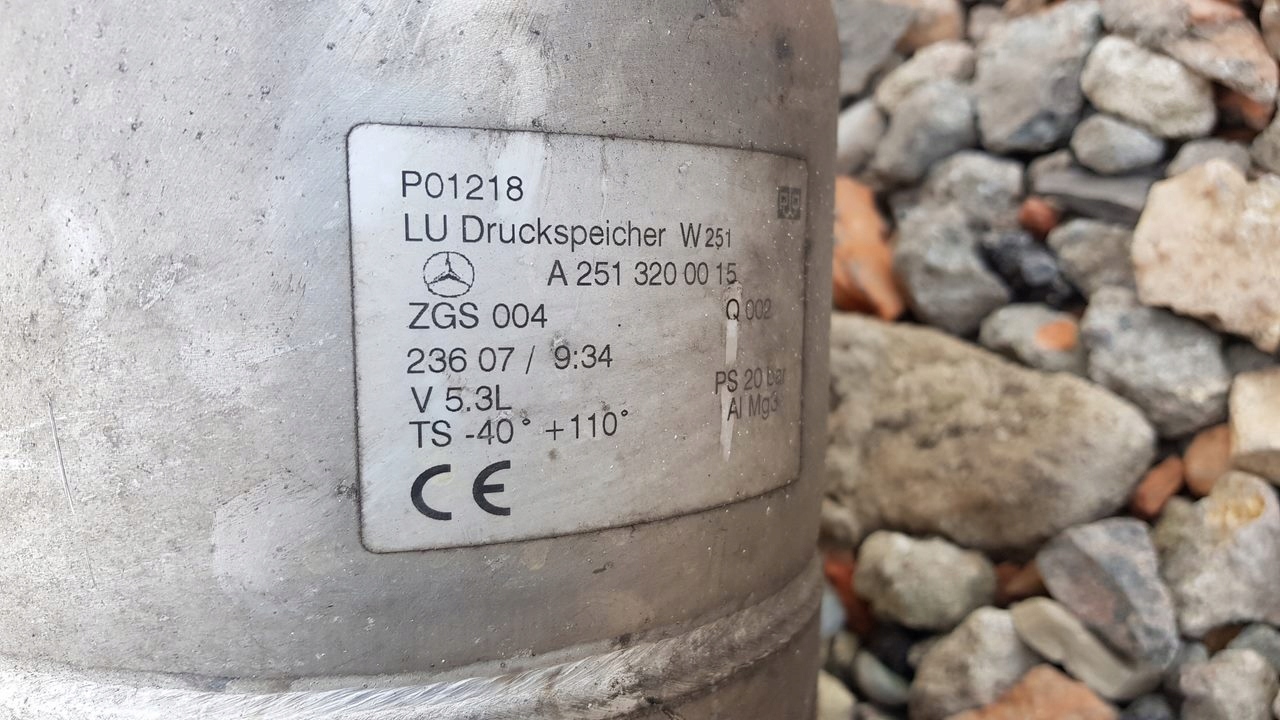 P01218
LU Druckspeicher W251
A 251 320 00 15
ZGS 004 Q 002
236 07 / 9:34
V 5.3L PS 20 bar
TS -40° +110° Al Mg3
CE